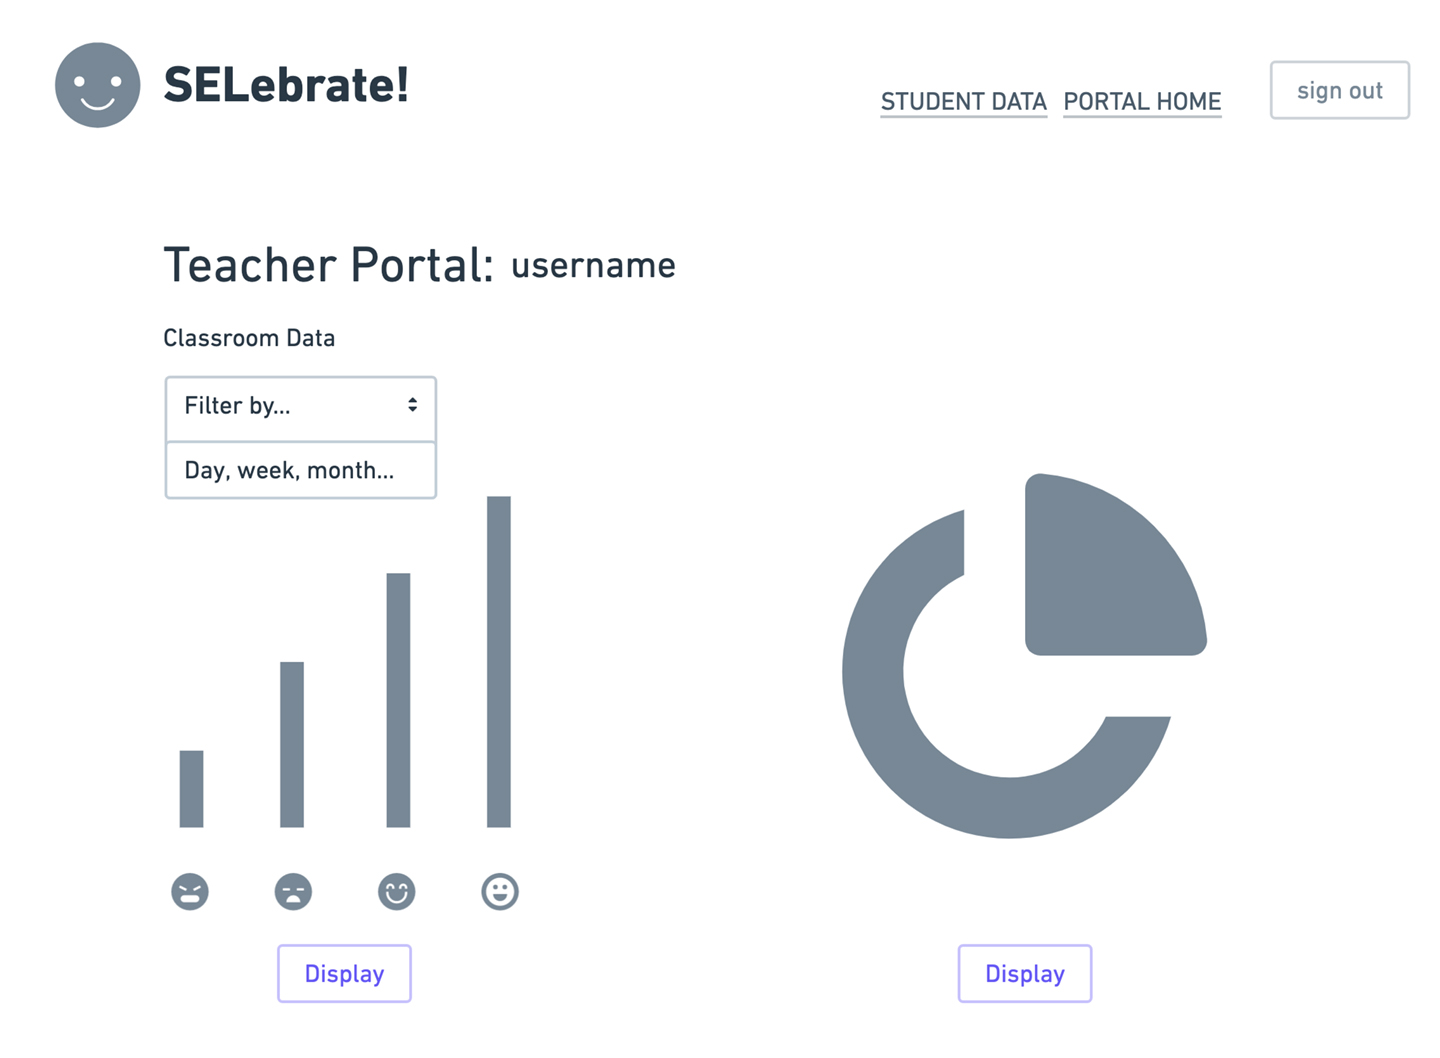 SELebrate!
STUDENT DATA PORTAL HOME sign out
Teacher Portal: username
Classroom Data
Filter by...
Day, week, month...
Display Display